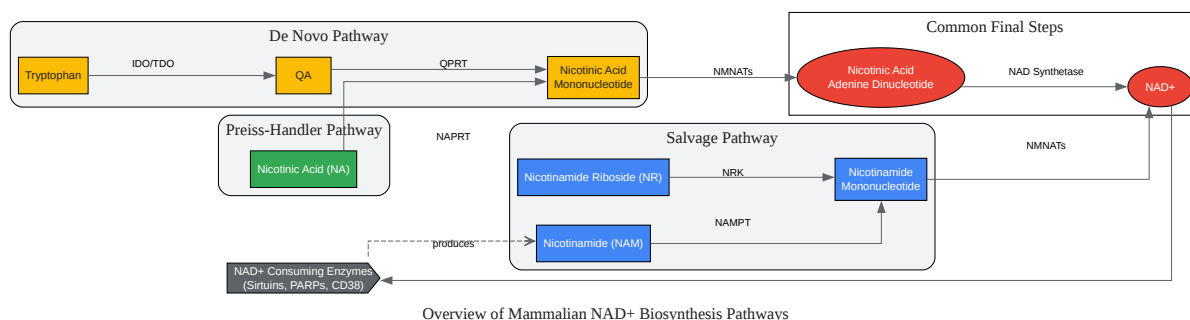 De Novo Pathway
Tryptophan
IDO/TDO
QA
QPRT
Nicotinic Acid
Mononucleotide
NMNATs
Common Final Steps
Nicotinic Acid
Adenine Dinucleotide
NAD Synthetase
NAD+
Preiss-Handler Pathway
Nicotinic Acid (NA)
NAPRT
Salvage Pathway
Nicotinamide Riboside (NR)
NRK
Nicotinamide
Mononucleotide
NMNATs
Nicotinamide (NAM)
NAMPT
produces
NAD+ Consuming Enzymes
(Sirtuins, PARPs, CD38)
Overview of Mammalian NAD+ Biosynthesis Pathways